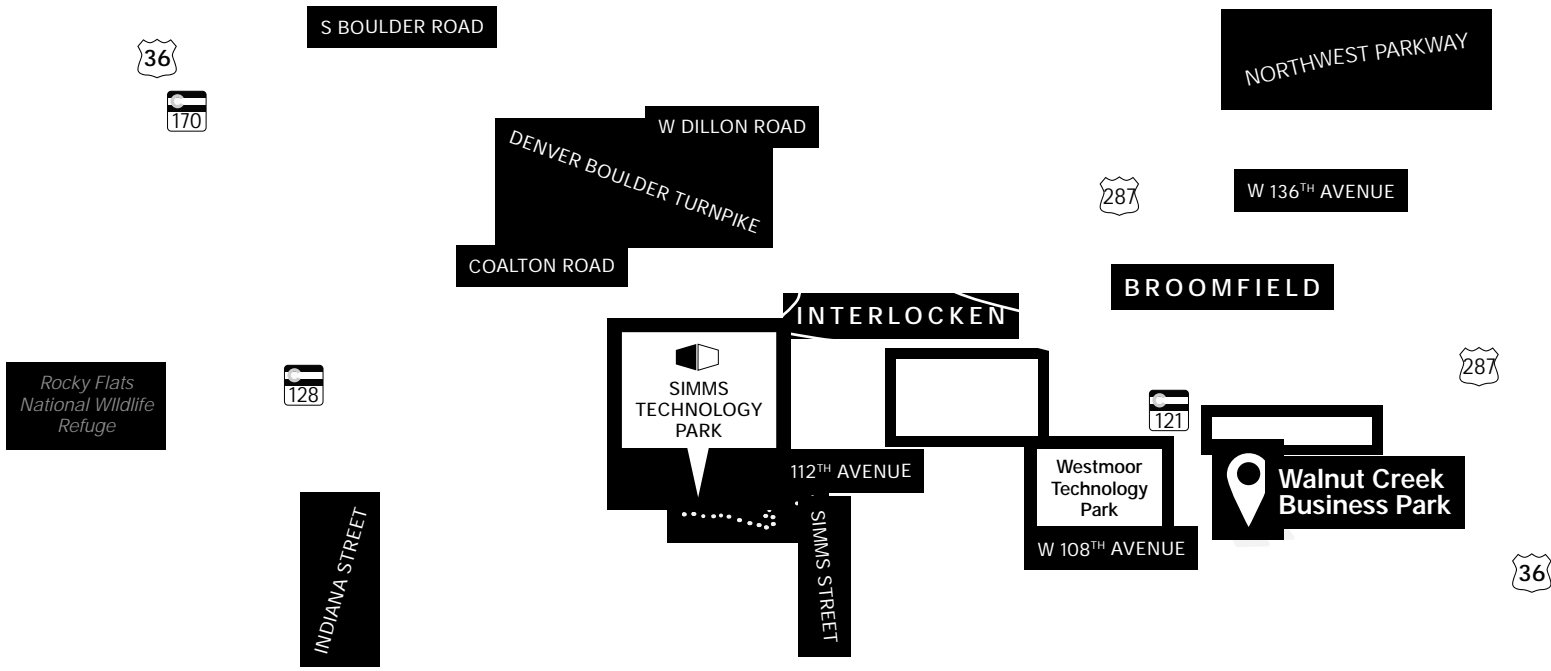 S BOULDER ROAD
36
170
NORTHWEST PARKWAY
W DILLON ROAD
DENVER BOULDER TURNPIKE
287
W 136TH AVENUE
COALTON ROAD
BROOMFIELD
INTERLOCKEN
Rocky Flats
National WIldlife
Refuge
128
SIMMS
TECHNOLOGY
PARK
287
121
112TH AVENUE
Westmoor
Technology
Park
Walnut Creek
Business Park
INDIANA STREET
SIMMS STREET
W 108TH AVENUE
36